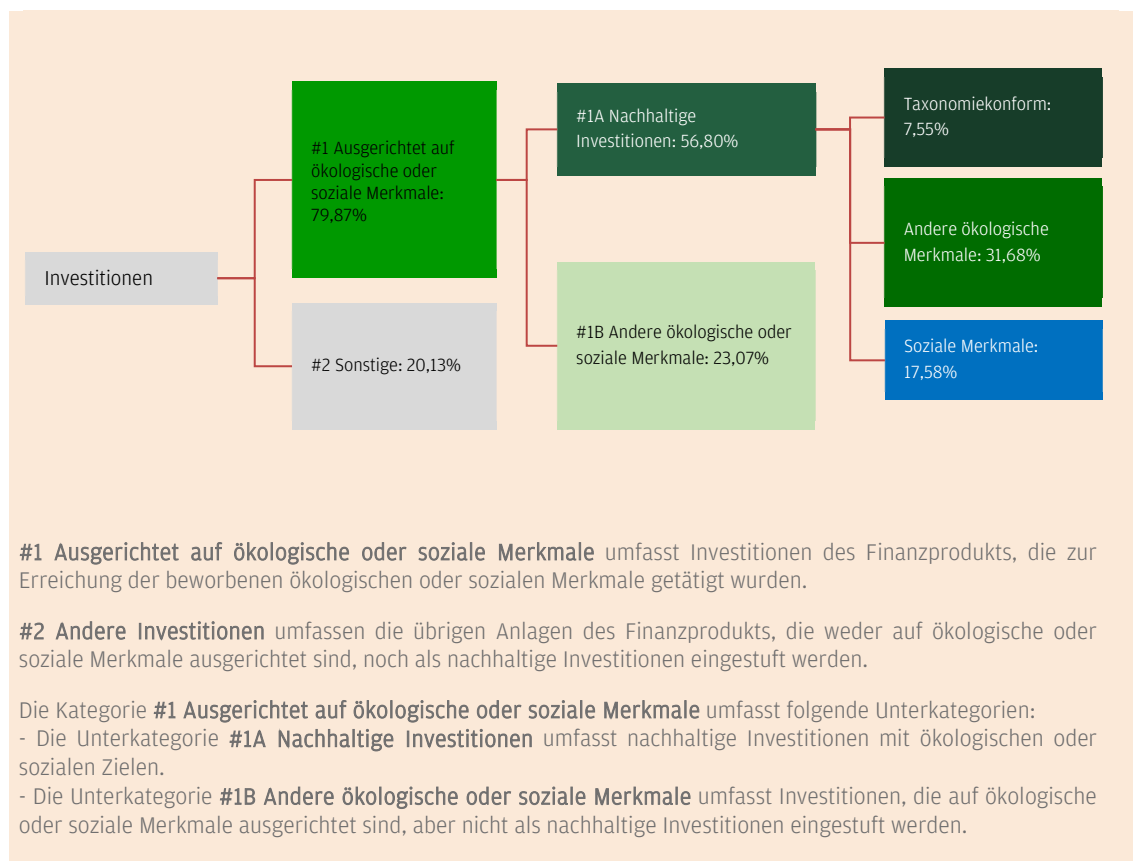 Investitionen
#1 Ausgerichtet auf
ökologische oder
soziale Merkmale:
79,87%
#2 Sonstige: 20,13%
#1A Nachhaltige
Investitionen: 56,80%
#1B Andere ökologische oder
soziale Merkmale: 23,07%
Taxonomiekonform:
7,55%
Andere ökologische
Merkmale: 31,68%
Soziale Merkmale:
17,58%
#1 Ausgerichtet auf ökologische oder soziale Merkmale umfasst Investitionen des Finanzprodukts, die zur
Erreichung der beworbenen ökologischen oder sozialen Merkmale getätigt wurden.
#2 Andere Investitionen umfassen die übrigen Anlagen des Finanzprodukts, die weder auf ökologische oder
soziale Merkmale ausgerichtet sind, noch als nachhaltige Investitionen eingestuft werden.
Die Kategorie #1 Ausgerichtet auf ökologische oder soziale Merkmale umfasst folgende Unterkategorien:
- Die Unterkategorie #1A Nachhaltige Investitionen umfasst nachhaltige Investitionen mit ökologischen oder
sozialen Zielen.
- Die Unterkategorie #1B Andere ökologische oder soziale Merkmale umfasst Investitionen, die auf ökologische
oder soziale Merkmale ausgerichtet sind, aber nicht als nachhaltige Investitionen eingestuft werden.